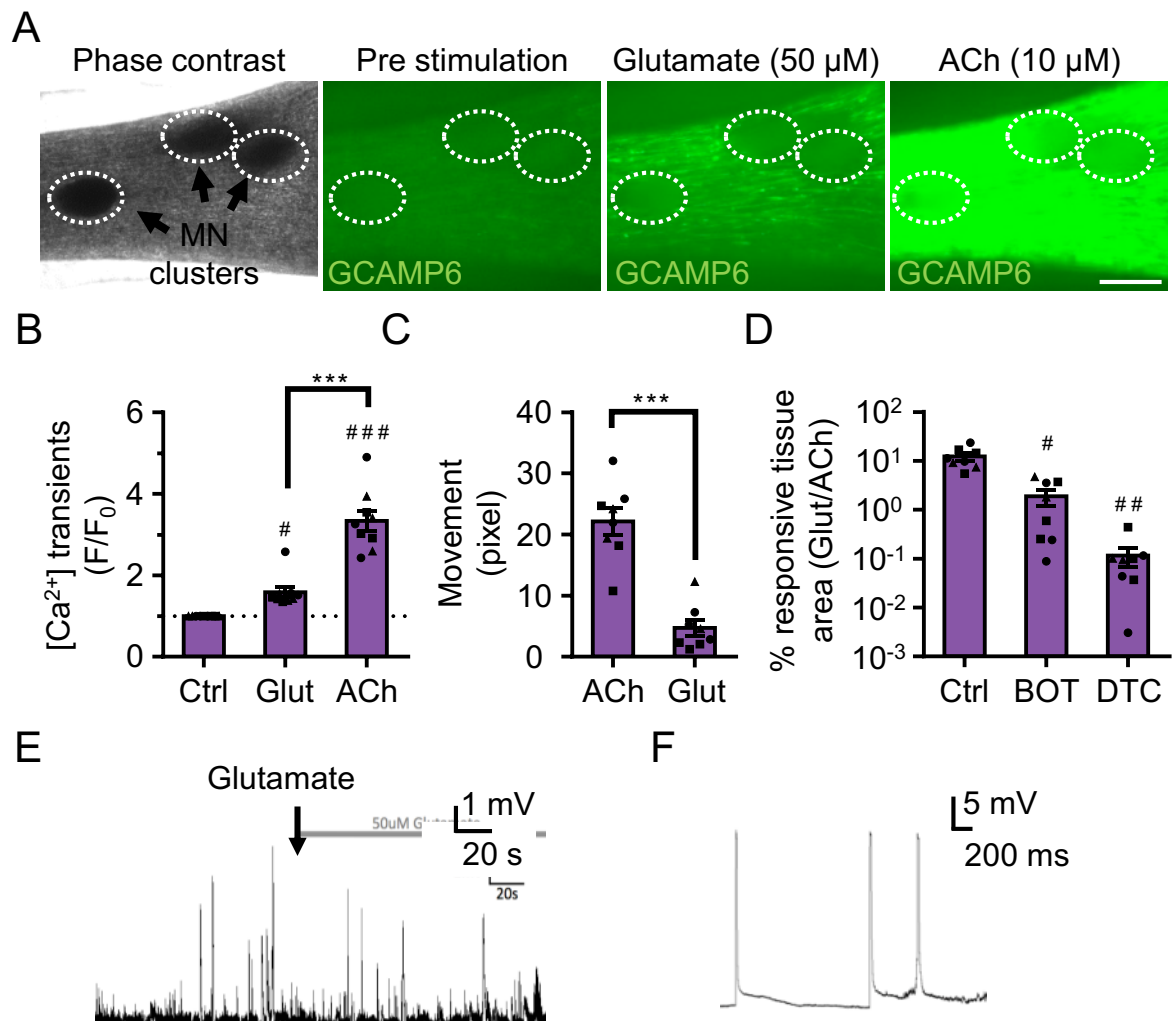 A
Phase contrast
Pre stimulation
Glutamate (50 µM)
ACh (10 µM)
MN
clusters
GCAMP6
GCAMP6
GCAMP6
B
[Ca²⁺] transients
(F/F₀)
6
4
2
0
***
#
###
Ctrl
Glut
ACh
C
Movement
(pixel)
40
20
0
***
ACh
Glut
D
% responsive tissue
area (Glut/ACh)
10²
10¹
10⁰
10⁻¹
10⁻²
10⁻³
#
##
Ctrl
BOT
DTC
E
Glutamate
50uM
1 mV
20 s
20s
F
5 mV
200 ms